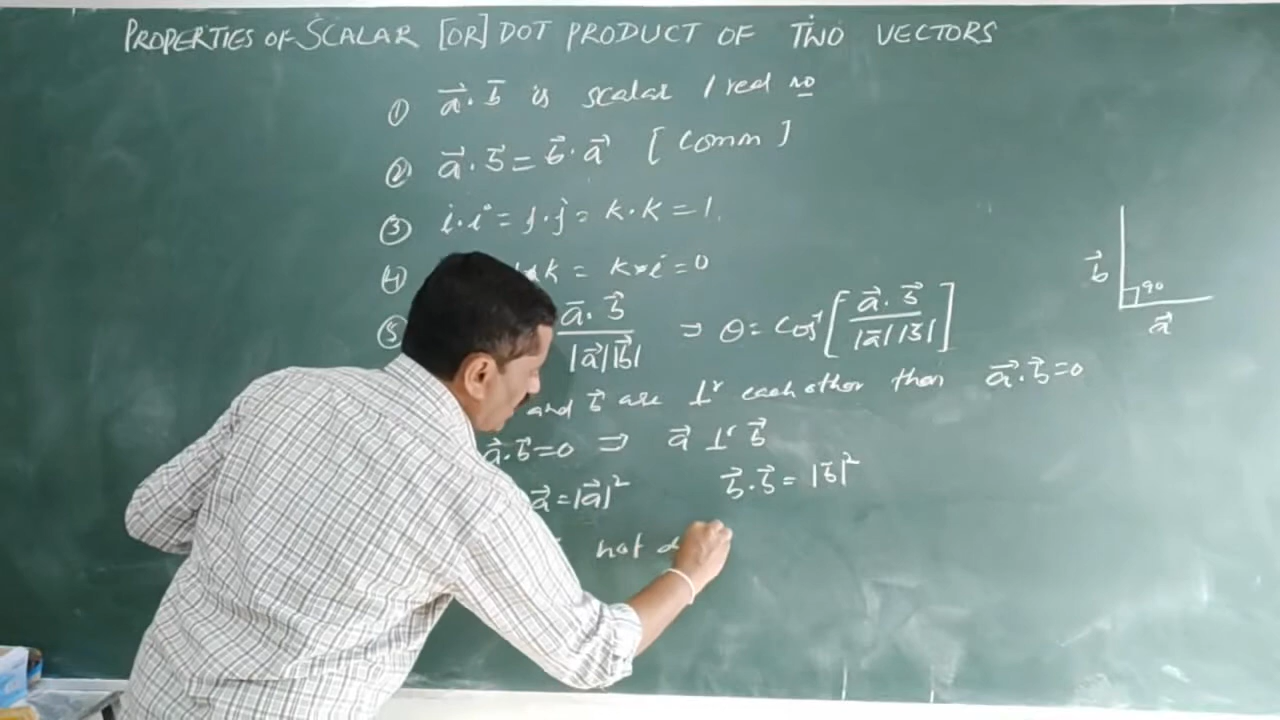 PROPERTIES OF SCALAR [OR] DOT PRODUCT OF TWO VECTORS
① a⃗ · b⃗ is scalar / real no
② a⃗ · b⃗ = b⃗ · a⃗ [Comm]
③ i·i = j·j = k·k = 1.
④ k = k·i = 0
⑤ a⃗ · b⃗ / |a⃗||b⃗| ⇒ θ = Cos⁻¹[a⃗ · b⃗ / |a⃗||b⃗|]
and b⃗ are ⊥r each other then a⃗ · b⃗ = 0
a⃗ · b⃗ = 0 ⇒ a⃗ ⊥r b⃗
a⃗ = |a⃗|² b⃗ · b⃗ = |b⃗|²
not
b⃗ 90
a⃗